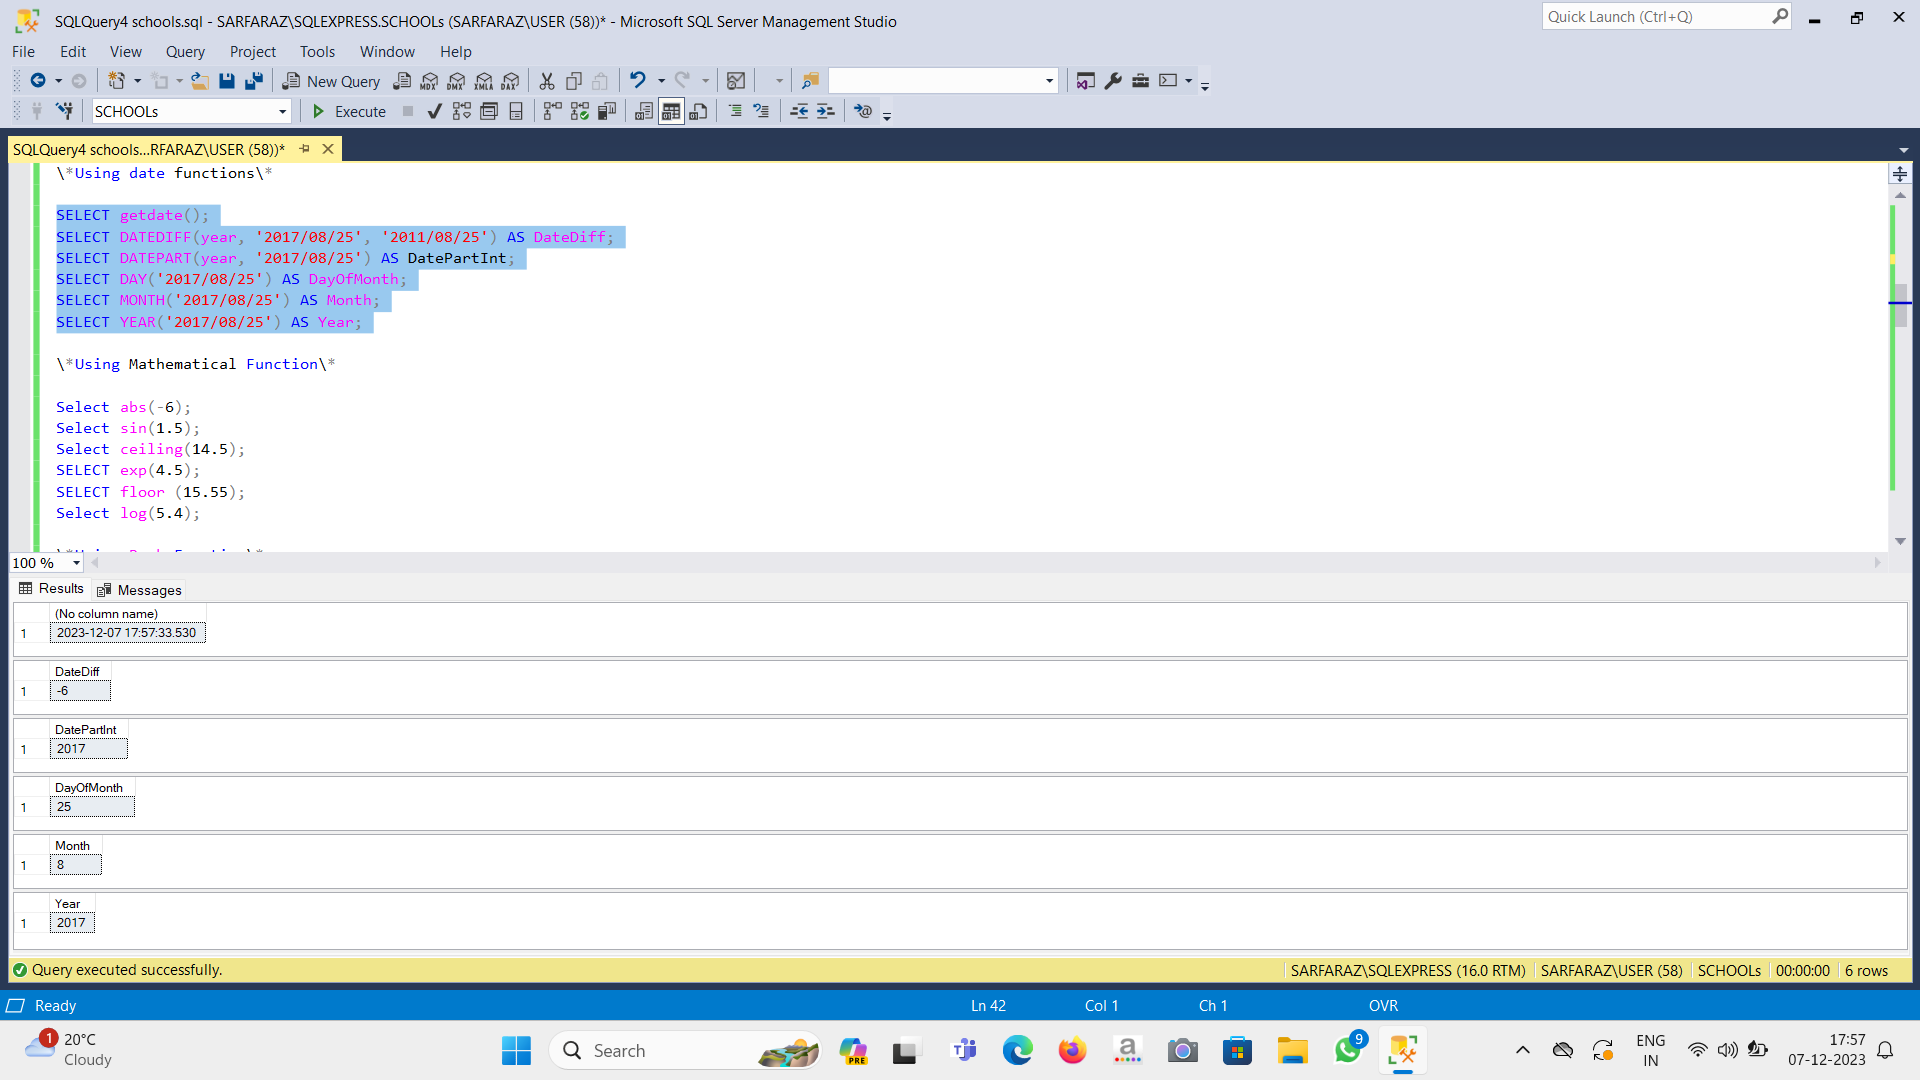 SQLQuery4 schools.sql - SARFARAZ\SQLEXPRESS.SCHOOLs (SARFARAZ\USER (58))* - Microsoft SQL Server Management Studio
Quick Launch (Ctrl+Q)
File Edit View Query Project Tools Window Help
New Query MDX DMX XMLA DAX
SCHOOLs Execute
SQLQuery4 schools...RFARAZ\USER (58))*
\*Using date functions\*
SELECT getdate();
SELECT DATEDIFF(year, '2017/08/25', '2011/08/25') AS DateDiff;
SELECT DATEPART(year, '2017/08/25') AS DatePartInt;
SELECT DAY('2017/08/25') AS DayOfMonth;
SELECT MONTH('2017/08/25') AS Month;
SELECT YEAR('2017/08/25') AS Year;
\*Using Mathematical Function\*
Select abs(-6);
Select sin(1.5);
Select ceiling(14.5);
SELECT exp(4.5);
SELECT floor (15.55);
Select log(5.4);
100 %
Results Messages
(No column name)
1 2023-12-07 17:57:33.530
DateDiff
1 -6
DatePartInt
1 2017
DayOfMonth
1 25
Month
1 8
Year
1 2017
Query executed successfully.
SARFARAZ\SQLEXPRESS (16.0 RTM) SARFARAZ\USER (58) SCHOOLs 00:00:00 6 rows
Ready Ln 42 Col 1 Ch 1 OVR
1 20°C
Cloudy
Search
PRE
9
ENG
IN
17:57
07-12-2023